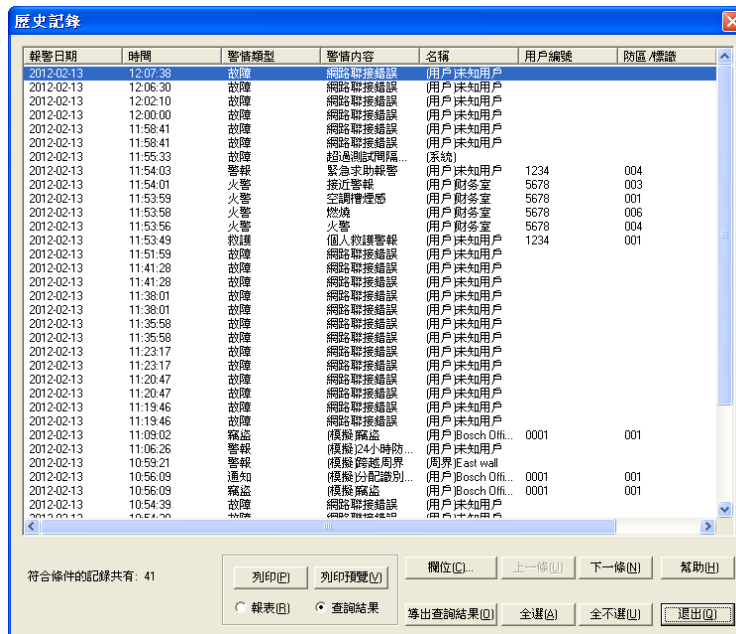 歷史記錄
報警日期 時間 警情類型 警情內容 名稱 用戶編號 防區/標識
2012-02-13 12:07:38 故障 網路聯接錯誤 (用戶)未知用戶
2012-02-13 12:06:30 故障 網路聯接錯誤 (用戶)未知用戶
2012-02-13 12:02:10 故障 網路聯接錯誤 (用戶)未知用戶
2012-02-13 12:00:00 故障 網路聯接錯誤 (用戶)未知用戶
2012-02-13 11:58:41 故障 網路聯接錯誤 (用戶)未知用戶
2012-02-13 11:58:41 故障 網路聯接錯誤 (用戶)未知用戶
2012-02-13 11:55:33 故障 超過測試間隔... (系統)
2012-02-13 11:54:03 警報 緊急求助報警 (用戶)未知用戶 1234 004
2012-02-13 11:54:01 火警 接近警報 (用戶)财务室 5678 003
2012-02-13 11:53:59 火警 空調槽煙感 (用戶)财务室 5678 001
2012-02-13 11:53:58 火警 燃燒 (用戶)财务室 5678 006
2012-02-13 11:53:56 火警 火警 (用戶)财务室 5678 004
2012-02-13 11:53:49 救護 個人救護警報 (用戶)未知用戶 1234 001
2012-02-13 11:51:59 故障 網路聯接錯誤 (用戶)未知用戶
2012-02-13 11:41:28 故障 網路聯接錯誤 (用戶)未知用戶
2012-02-13 11:41:28 故障 網路聯接錯誤 (用戶)未知用戶
2012-02-13 11:38:01 故障 網路聯接錯誤 (用戶)未知用戶
2012-02-13 11:38:01 故障 網路聯接錯誤 (用戶)未知用戶
2012-02-13 11:35:58 故障 網路聯接錯誤 (用戶)未知用戶
2012-02-13 11:35:58 故障 網路聯接錯誤 (用戶)未知用戶
2012-02-13 11:23:17 故障 網路聯接錯誤 (用戶)未知用戶
2012-02-13 11:23:17 故障 網路聯接錯誤 (用戶)未知用戶
2012-02-13 11:20:47 故障 網路聯接錯誤 (用戶)未知用戶
2012-02-13 11:20:47 故障 網路聯接錯誤 (用戶)未知用戶
2012-02-13 11:19:46 故障 網路聯接錯誤 (用戶)未知用戶
2012-02-13 11:19:46 故障 網路聯接錯誤 (用戶)未知用戶
2012-02-13 11:09:02 竊盜 (模擬)竊盜 (用戶)Bosch Offi... 0001 001
2012-02-13 11:06:26 警報 (模擬)24小時防... (用戶)未知用戶
2012-02-13 10:59:21 警報 (模擬)跨越周界 (周界)East wall
2012-02-13 10:56:09 通知 (模擬)分配識別... (用戶)Bosch Offi... 0001 001
2012-02-13 10:56:09 竊盜 (模擬)竊盜 (用戶)Bosch Offi... 0001 001
2012-02-13 10:54:39 故障 網路聯接錯誤 (用戶)未知用戶
符合條件的記錄共有: 41
列印(P) 列印預覽(V) 欄位(C)... 上一條(U) 下一條(N) 幫助(H)
報表(R) 查詢結果 導出查詢結果(O) 全選(A) 全不選(U) 退出(Q)